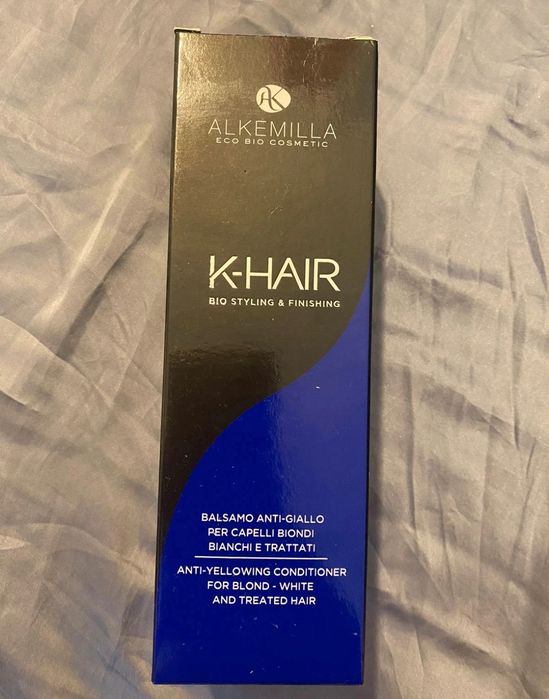 AK
ALKEMILLA
ECO BIO COSMETIC
K-HAIR
BIO STYLING & FINISHING
BALSAMO ANTI-GIALLO
PER CAPELLI BIONDI
BIANCHI E TRATTATI
ANTI-YELLOWING CONDITIONER
FOR BLOND - WHITE
AND TREATED HAIR